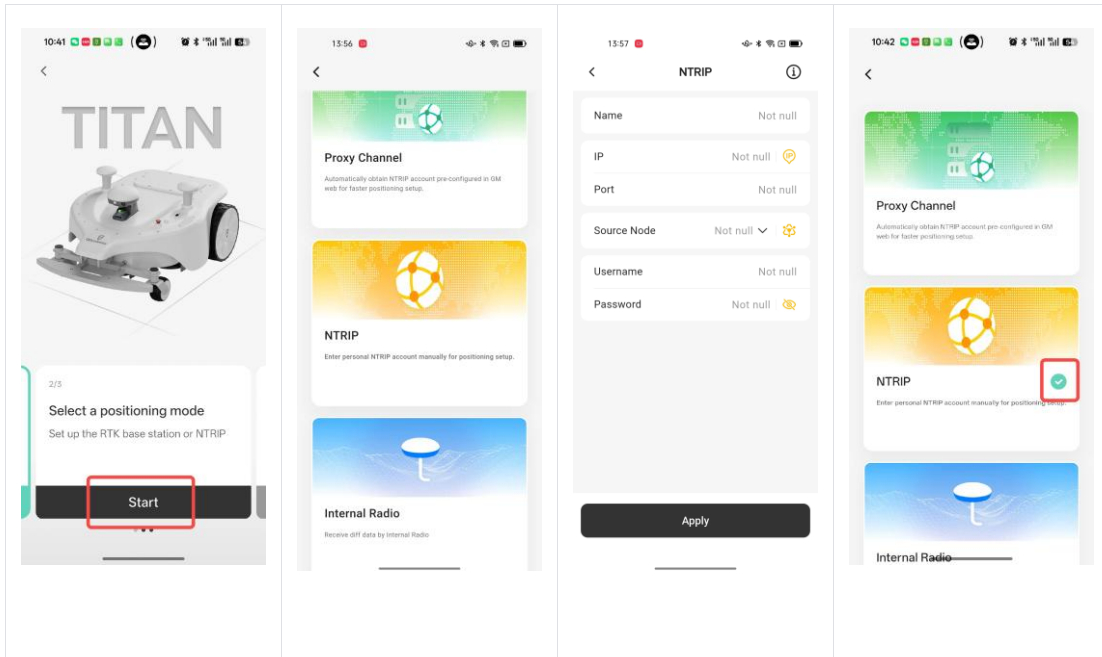 10:41
TITAN
2/3
Select a positioning mode
Set up the RTK base station or NTRIP
Start
13:56
Proxy Channel
Automatically obtain NTRIP account pre-configured in GM
web for faster positioning setup.
NTRIP
Enter personal NTRIP account manually for positioning setup.
Internal Radio
Receive diff data by Internal Radio
13:57
NTRIP
Name Not null
IP Not null IP
Port Not null
Source Node Not null
Username Not null
Password Not null
Apply
10:42
Proxy Channel
Automatically obtain NTRIP account pre-configured in GM
web for faster positioning setup.
NTRIP
Enter personal NTRIP account manually for positioning setup.
Internal Radio